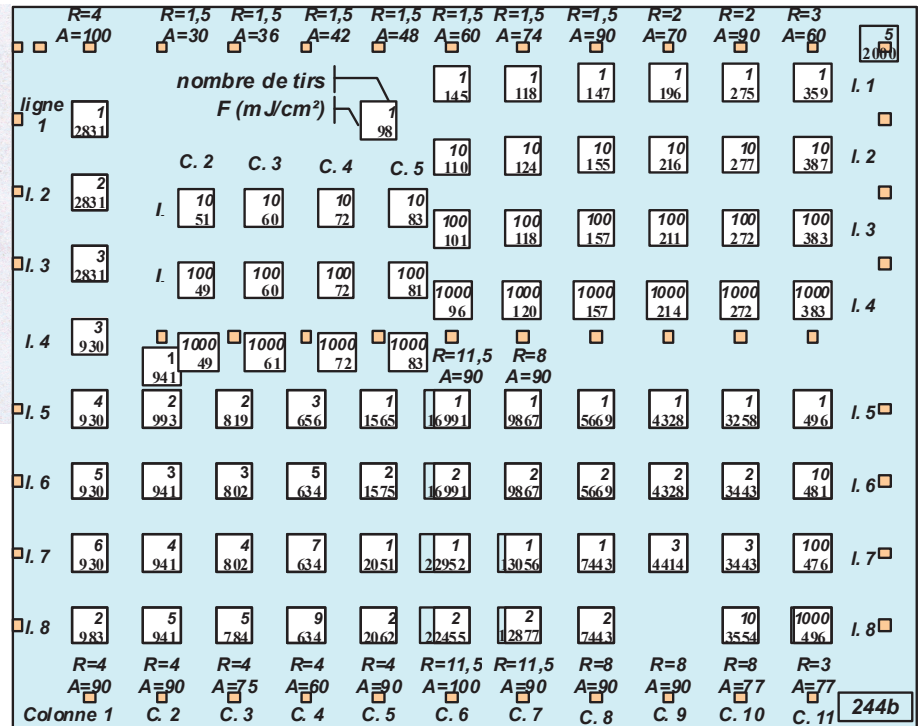 R=4 R=1,5 R=1,5 R=1,5 R=1,5 R=1,5 R=1,5 R=1,5 R=2 R=2 R=3
A=100 A=30 A=36 A=42 A=48 A=60 A=74 A=90 A=70 A=90 A=60
5
2000
nombre de tirs
F (mJ/cm²)
1
98
1 1 1 1 1 1 l. 1
145 118 147 196 275 359
ligne 1
1
2831
10 10 10 10 10 10 l. 2
110 124 155 216 277 387
C. 2 C. 3 C. 4 C. 5
l. 2 2
2831
l. 10 10 10 10
51 60 72 83
100 100 100 100 100 100 l. 3
101 118 157 211 272 383
l. 3 3
2831
l. 100 100 100 100
49 60 72 81
1000 1000 1000 1000 1000 1000 l. 4
96 120 157 214 272 383
l. 4 3
930
1000 1000 1000 1000
49 61 72 83
1
941
R=11,5 R=8
A=90 A=90
l. 5 4 2 2 3 1 1 1 1 1 1 1 l. 5
930 993 819 656 1565 16991 9867 5669 4328 3258 496
l. 6 5 3 3 5 2 2 2 2 2 2 10 l. 6
930 941 802 634 1575 16991 9867 5669 4328 3443 481
l. 7 6 4 4 7 1 1 1 1 3 3 100 l. 7
930 941 802 634 2051 22952 13056 7443 4414 3443 476
l. 8 2 5 5 9 2 2 2 2 10 1000 l. 8
983 941 784 634 2062 22455 12877 7443 3554 496
R=4 R=4 R=4 R=4 R=4 R=11,5 R=11,5 R=8 R=8 R=8 R=3
A=90 A=90 A=75 A=60 A=90 A=100 A=90 A=90 A=90 A=77 A=77
Colonne 1 C. 2 C. 3 C. 4 C. 5 C. 6 C. 7 C. 8 C. 9 C. 10 C. 11
244b